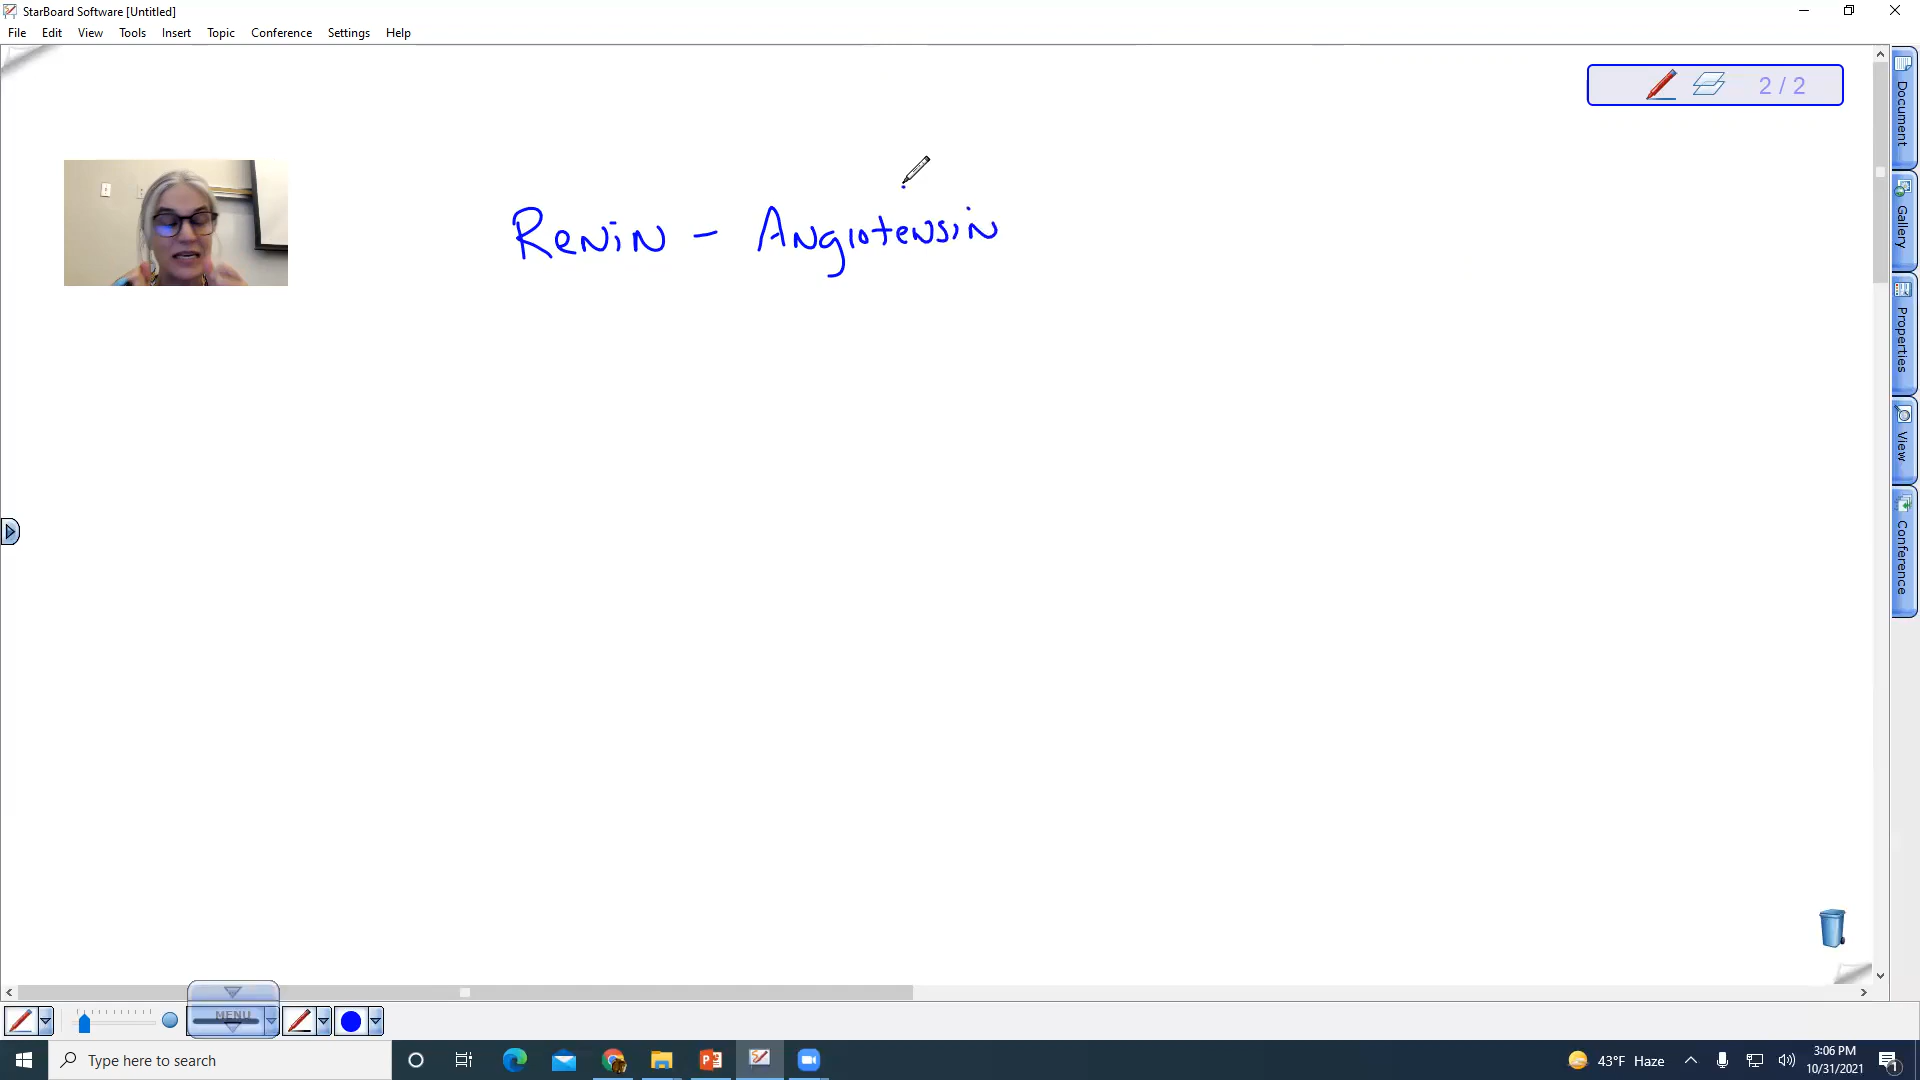 StarBoard Software [Untitled]
File Edit View Tools Insert Topic Conference Settings Help
2 / 2
Document
Gallery
Properties
View
Conference
Renin - Angiotensin
MENU
Type here to search
43°F Haze
3:06 PM
10/31/2021
1